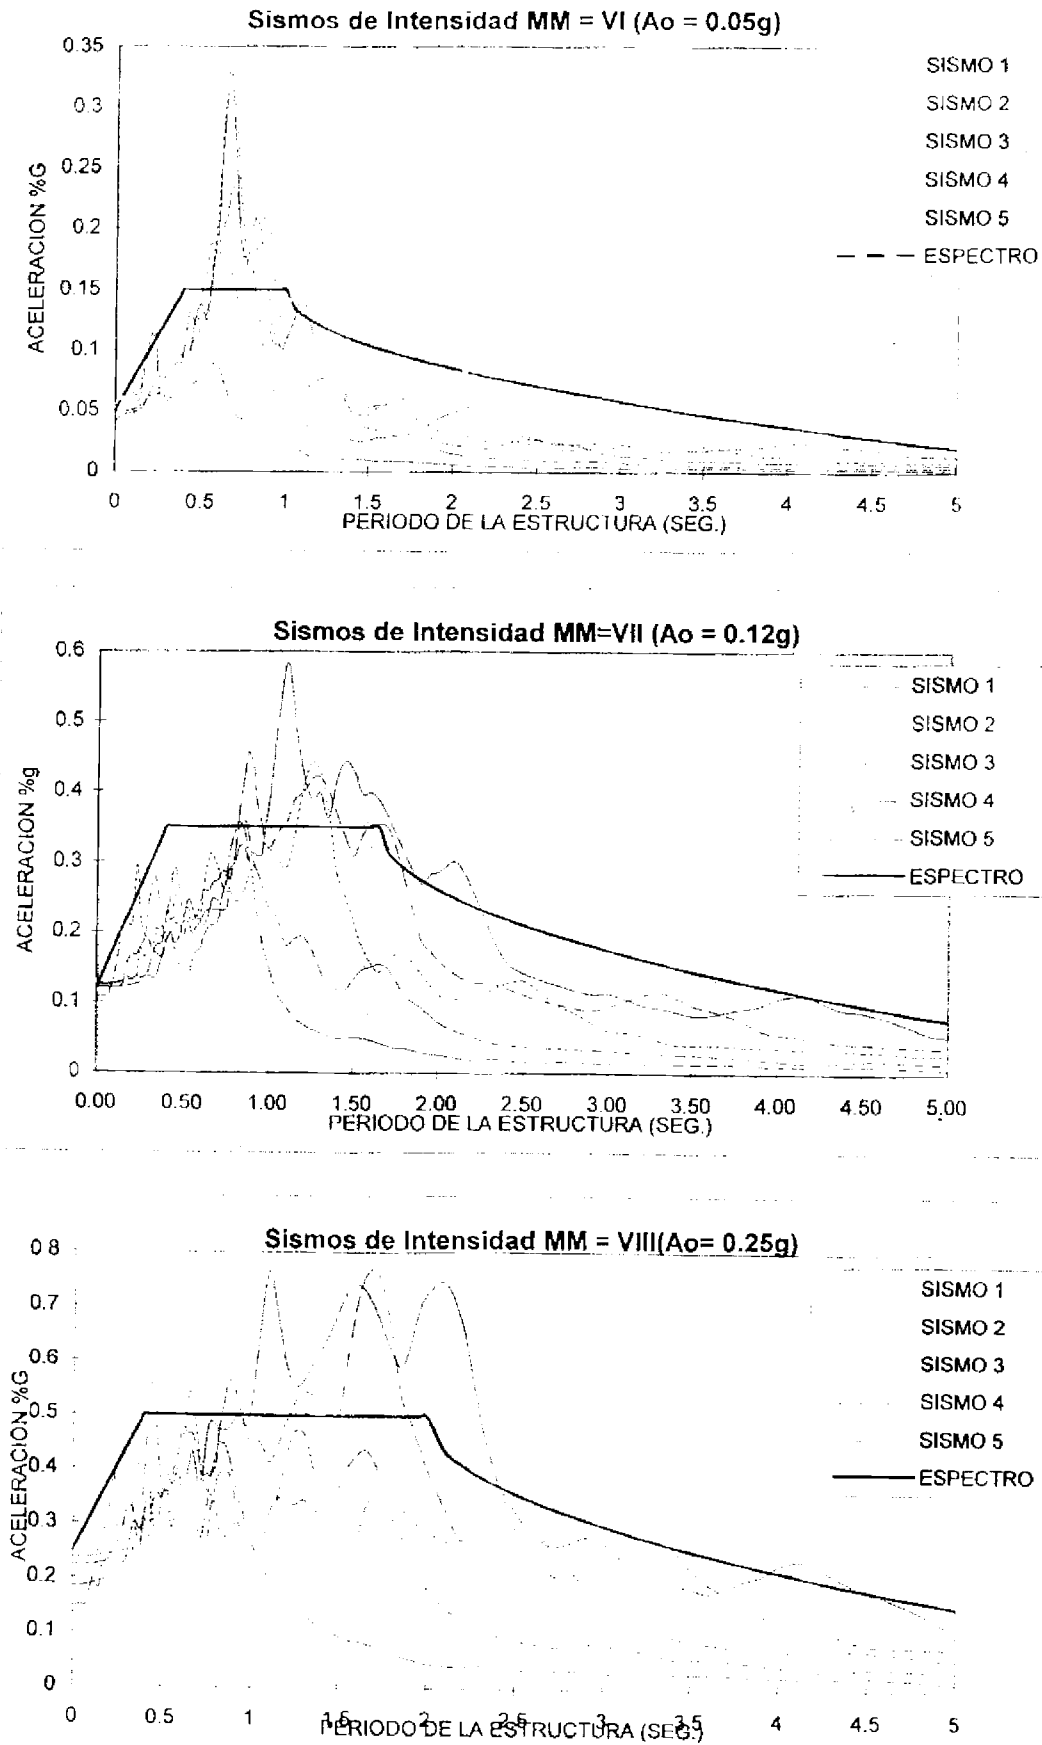 Sismos de Intensidad MM = VI (Ao = 0.05g)
0.35
0.3
0.25
0.2
0.15
0.1
0.05
0
ACELERACION %G
SISMO 1
SISMO 2
SISMO 3
SISMO 4
SISMO 5
ESPECTRO
0 0.5 1 1.5 2 2.5 3 3.5 4 4.5 5
PERIODO DE LA ESTRUCTURA (SEG.)
Sismos de Intensidad MM=VII (Ao = 0.12g)
0.6
0.5
0.4
0.3
0.2
0.1
0
ACELERACION %g
SISMO 1
SISMO 2
SISMO 3
SISMO 4
SISMO 5
ESPECTRO
0.00 0.50 1.00 1.50 2.00 2.50 3.00 3.50 4.00 4.50 5.00
PERIODO DE LA ESTRUCTURA (SEG.)
Sismos de Intensidad MM = VIII(Ao= 0.25g)
0 8
0.7
0.6
0.5
0.4
0.3
0.2
0.1
0
ACELERACION %G
SISMO 1
SISMO 2
SISMO 3
SISMO 4
SISMO 5
ESPECTRO
0 0.5 1 1.5 2 2.5 3 3.5 4 4.5 5
PERIODO DE LA ESTRUCTURA (SEG.)